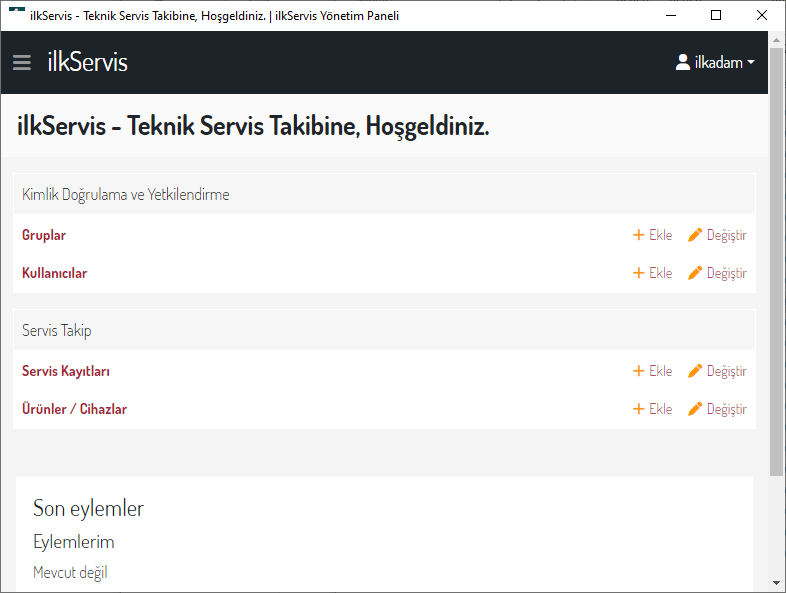 ilkServis - Teknik Servis Takibine, Hoşgeldiniz. | ilkServis Yönetim Paneli
ilkServis
ilkadam
ilkServis - Teknik Servis Takibine, Hoşgeldiniz.
Kimlik Doğrulama ve Yetkilendirme
Gruplar Ekle Değiştir
Kullanıcılar Ekle Değiştir
Servis Takip
Servis Kayıtları Ekle Değiştir
Ürünler / Cihazlar Ekle Değiştir
Son eylemler
Eylemlerim
Mevcut değil